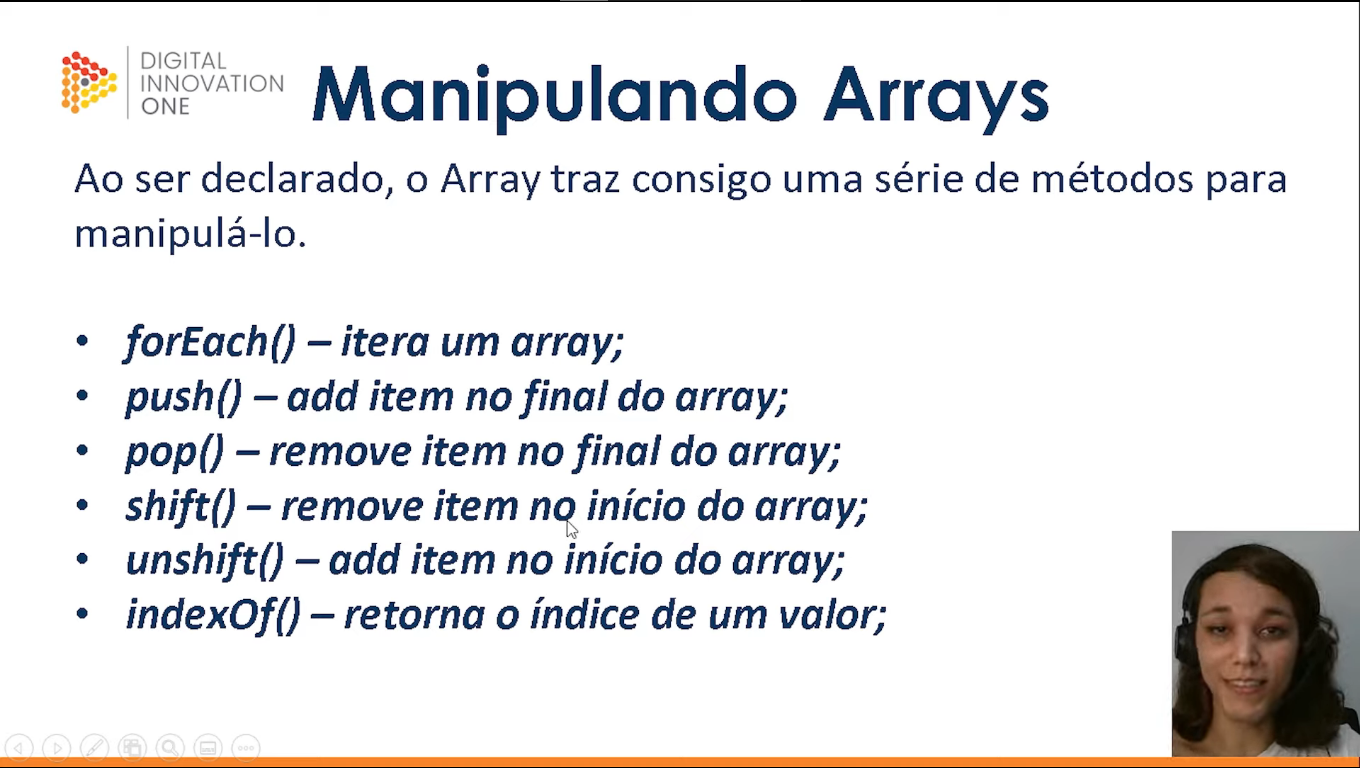 DIGITAL
INNOVATION
ONE
Manipulando Arrays
Ao ser declarado, o Array traz consigo uma série de métodos para
manipulá-lo.
• forEach() – itera um array;
• push() – add item no final do array;
• pop() – remove item no final do array;
• shift() – remove item no início do array;
• unshift() – add item no início do array;
• indexOf() – retorna o índice de um valor;